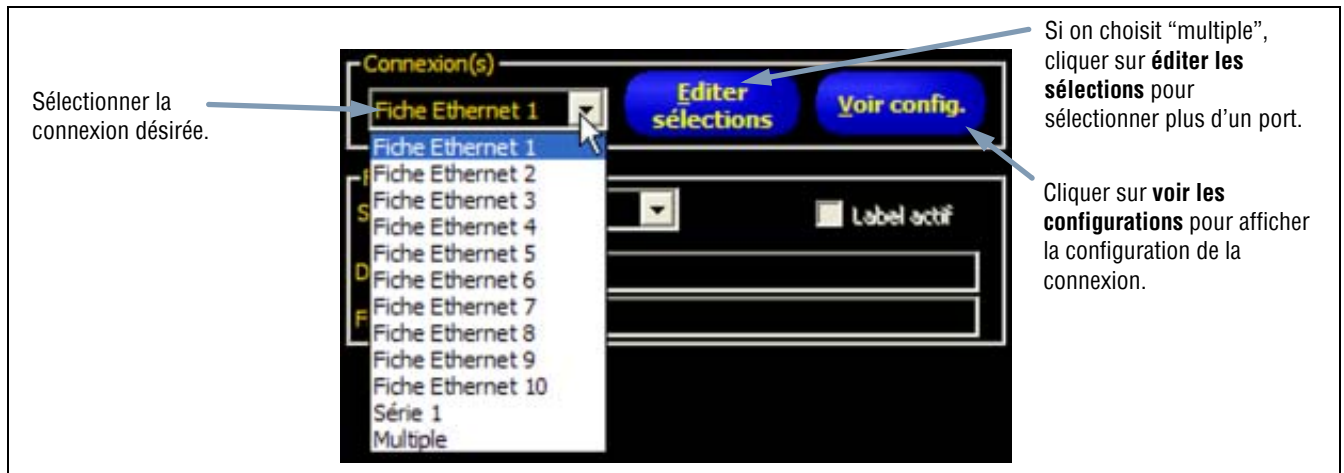 Sélectionner la
connexion désirée.
Connexion(s)
Fiche Ethernet 1
Editer
sélections
Voir config.
Fiche Ethernet 1
Fiche Ethernet 2
Fiche Ethernet 3
Fiche Ethernet 4
Fiche Ethernet 5
Fiche Ethernet 6
Fiche Ethernet 7
Fiche Ethernet 8
Fiche Ethernet 9
Fiche Ethernet 10
Série 1
Multiple
Label actif
Si on choisit “multiple”,
cliquer sur éditer les
sélections pour
sélectionner plus d’un port.
Cliquer sur voir les
configurations pour afficher
la configuration de la
connexion.